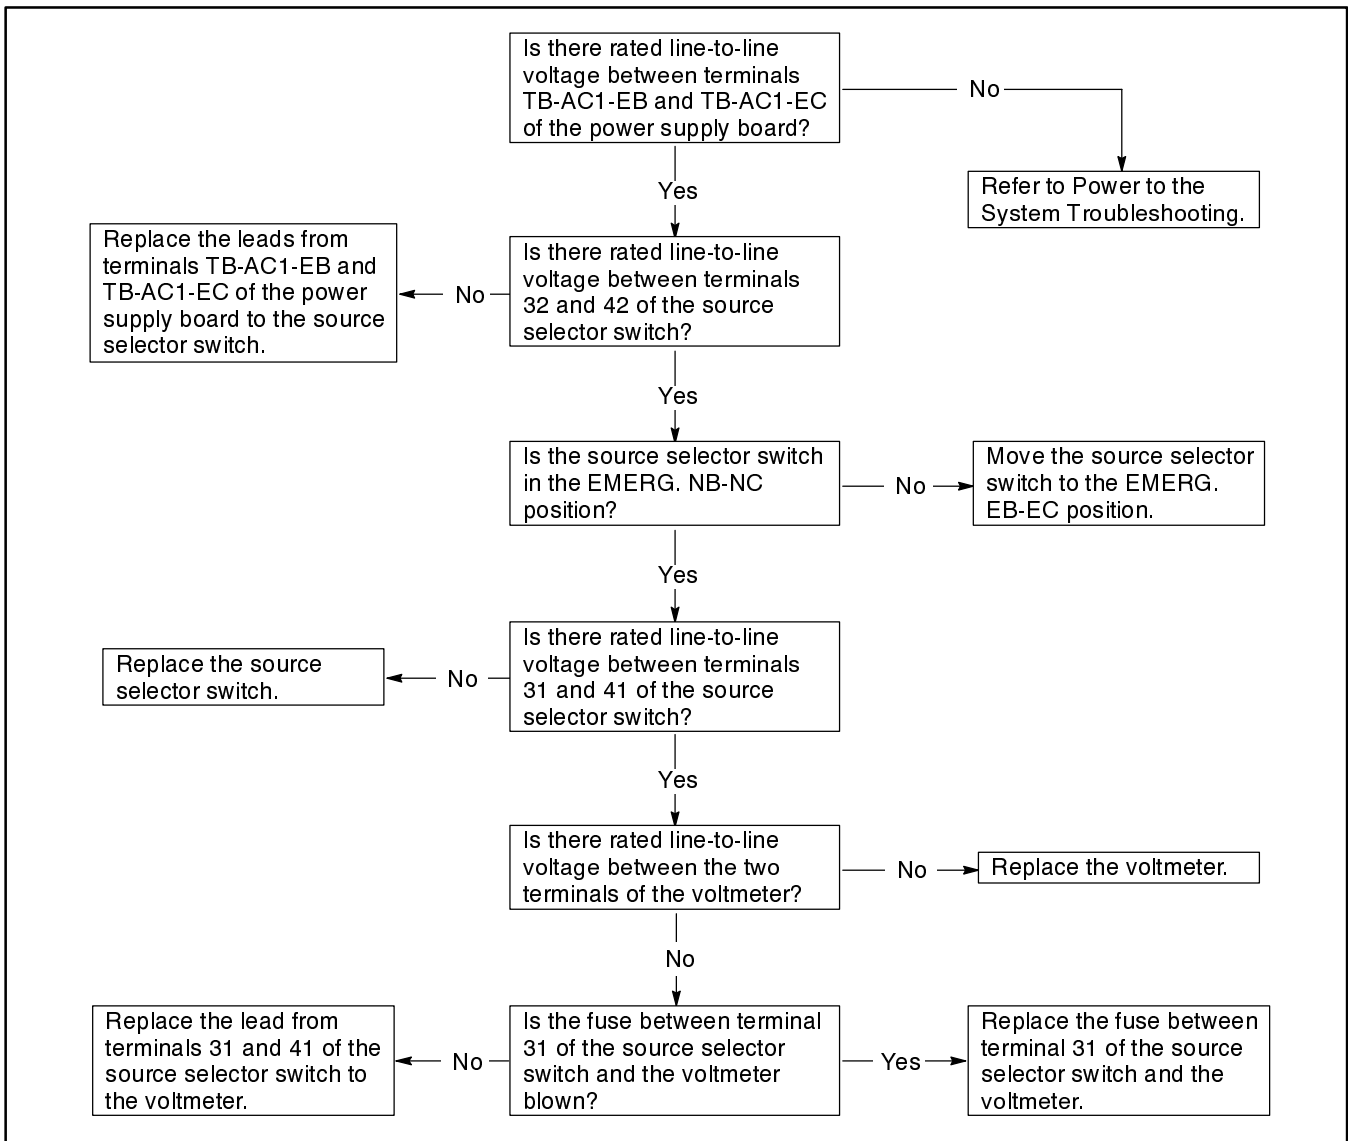 Is there rated line-to-line
voltage between terminals
TB-AC1-EB and TB-AC1-EC
of the power supply board?
No
Refer to Power to the
System Troubleshooting.
Yes
Is there rated line-to-line
voltage between terminals
32 and 42 of the source
selector switch?
No
Replace the leads from
terminals TB-AC1-EB and
TB-AC1-EC of the power
supply board to the source
selector switch.
Yes
Is the source selector switch
in the EMERG. NB-NC
position?
No
Move the source selector
switch to the EMERG.
EB-EC position.
Yes
Is there rated line-to-line
voltage between terminals
31 and 41 of the source
selector switch?
No
Replace the source
selector switch.
Yes
Is there rated line-to-line
voltage between the two
terminals of the voltmeter?
No
Replace the voltmeter.
No
Is the fuse between terminal
31 of the source selector
switch and the voltmeter
blown?
No
Replace the lead from
terminals 31 and 41 of the
source selector switch to
the voltmeter.
Yes
Replace the fuse between
terminal 31 of the source
selector switch and the
voltmeter.